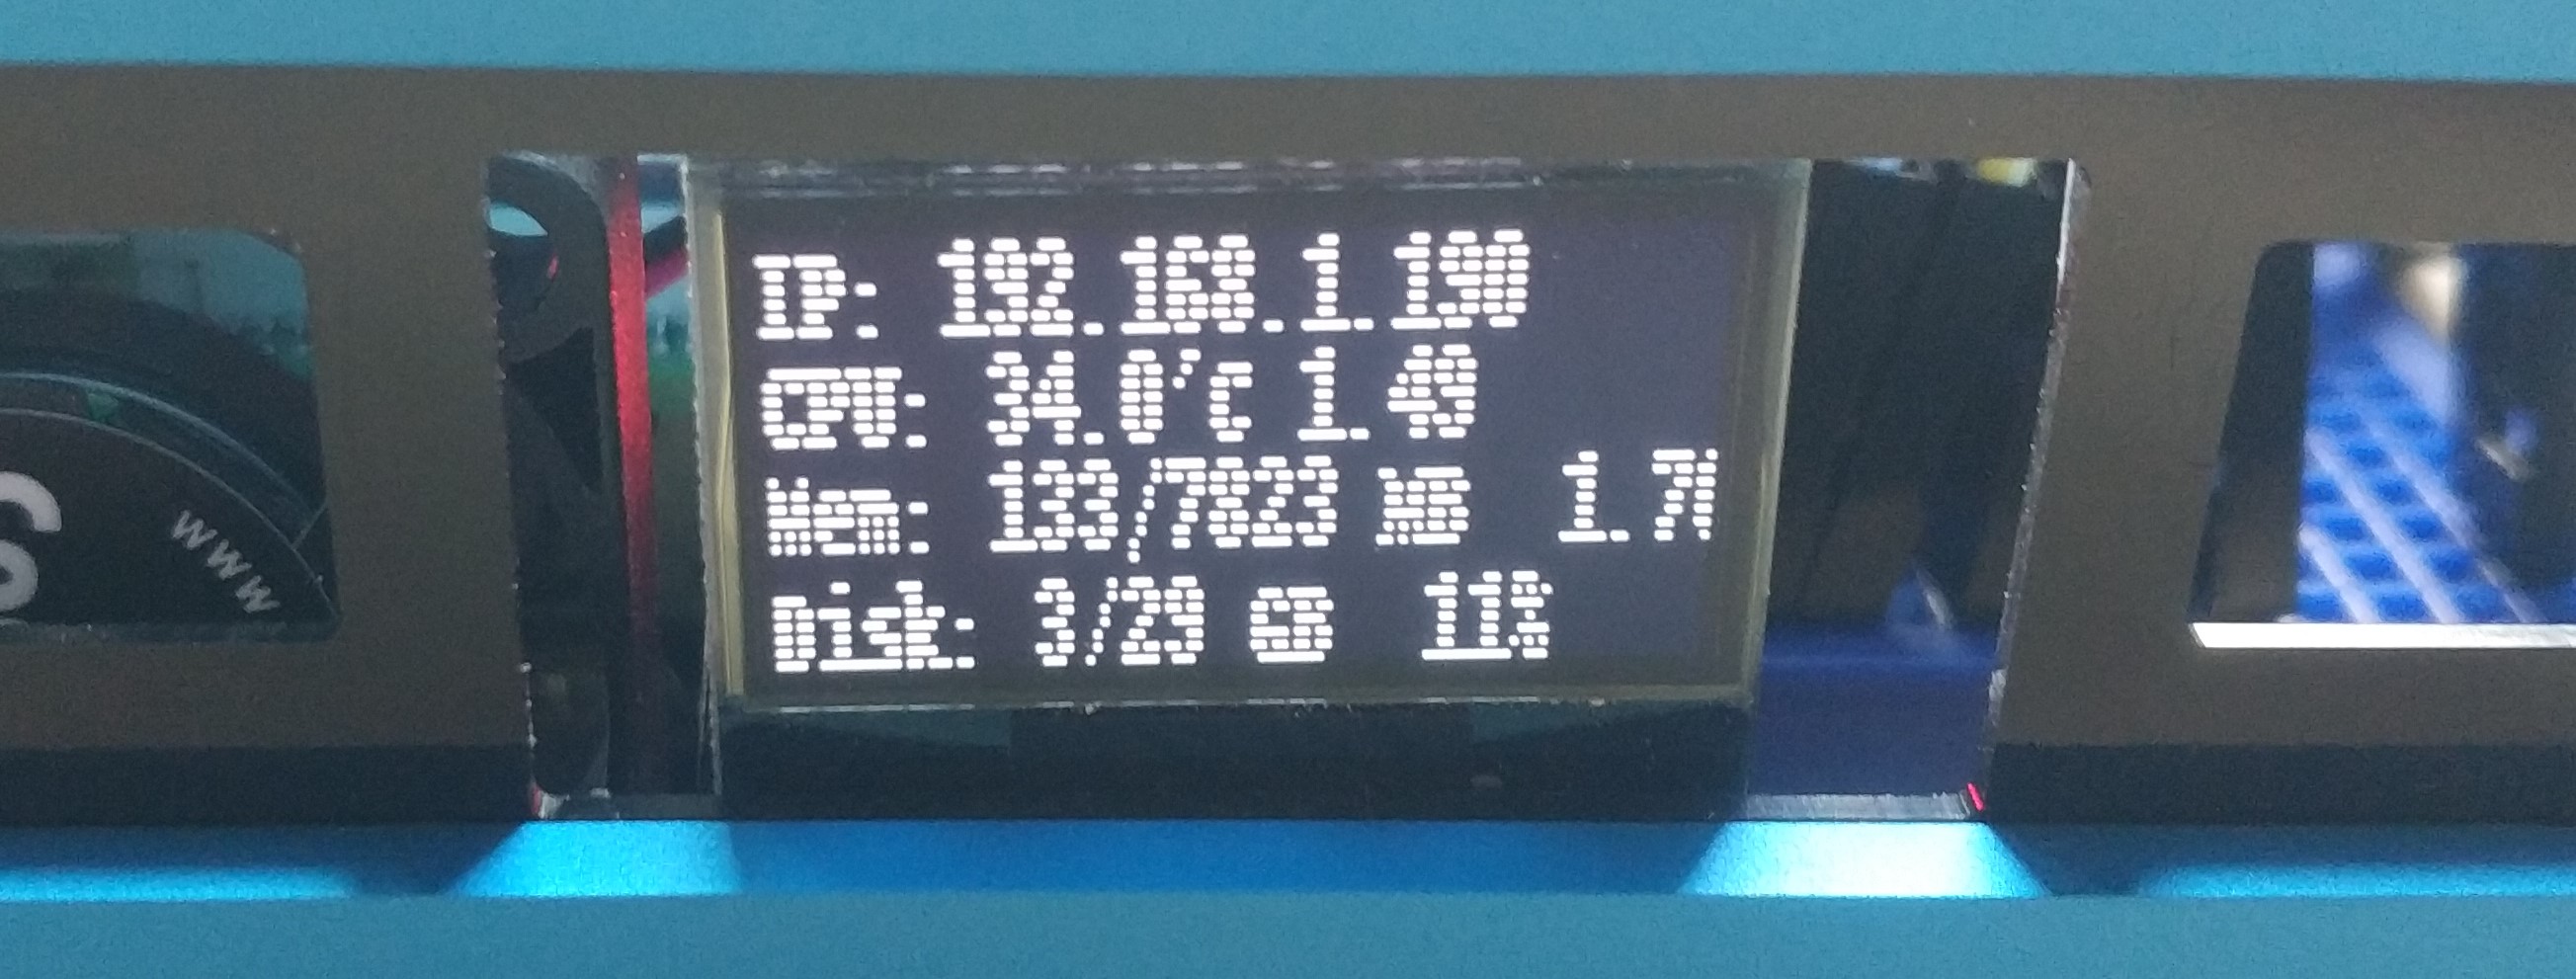 IP: 192.168.1.190
CPU: 34.0'c 1.49
Mem: 133/7823 MB 1.7
Disk: 3/29 GB 11%
WWW